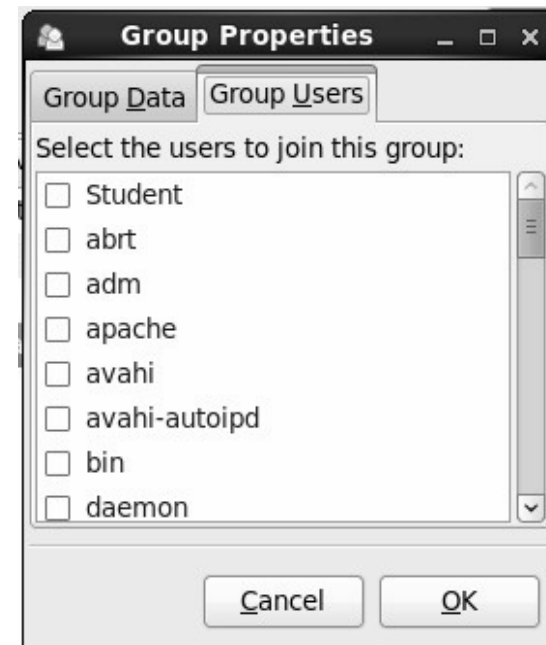 Group Properties
Group Data
Group Users
Select the users to join this group:
Student
abrt
adm
apache
avahi
avahi-autoipd
bin
daemon
Cancel
OK